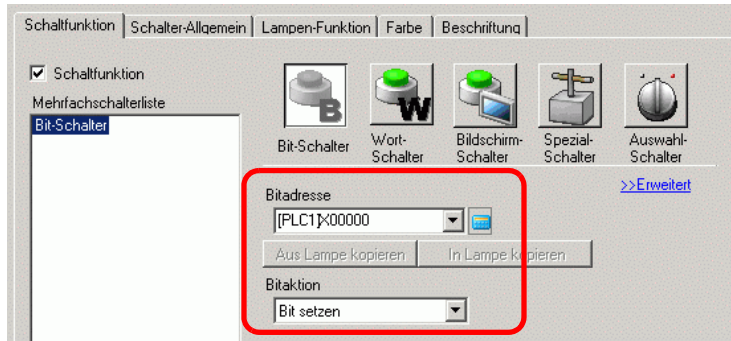 Schaltfunktion Schalter-Allgemein Lampen-Funktion Farbe Beschriftung
Schaltfunktion
Mehrfachschalterliste
Bit-Schalter
B W
Bit-Schalter Wort-Schalter Bildschirm-Schalter Spezial-Schalter Auswahl-Schalter
>>Erweitert
Bitadresse
[PLC1]X00000
Aus Lampe kopieren In Lampe kopieren
Bitaktion
Bit setzen